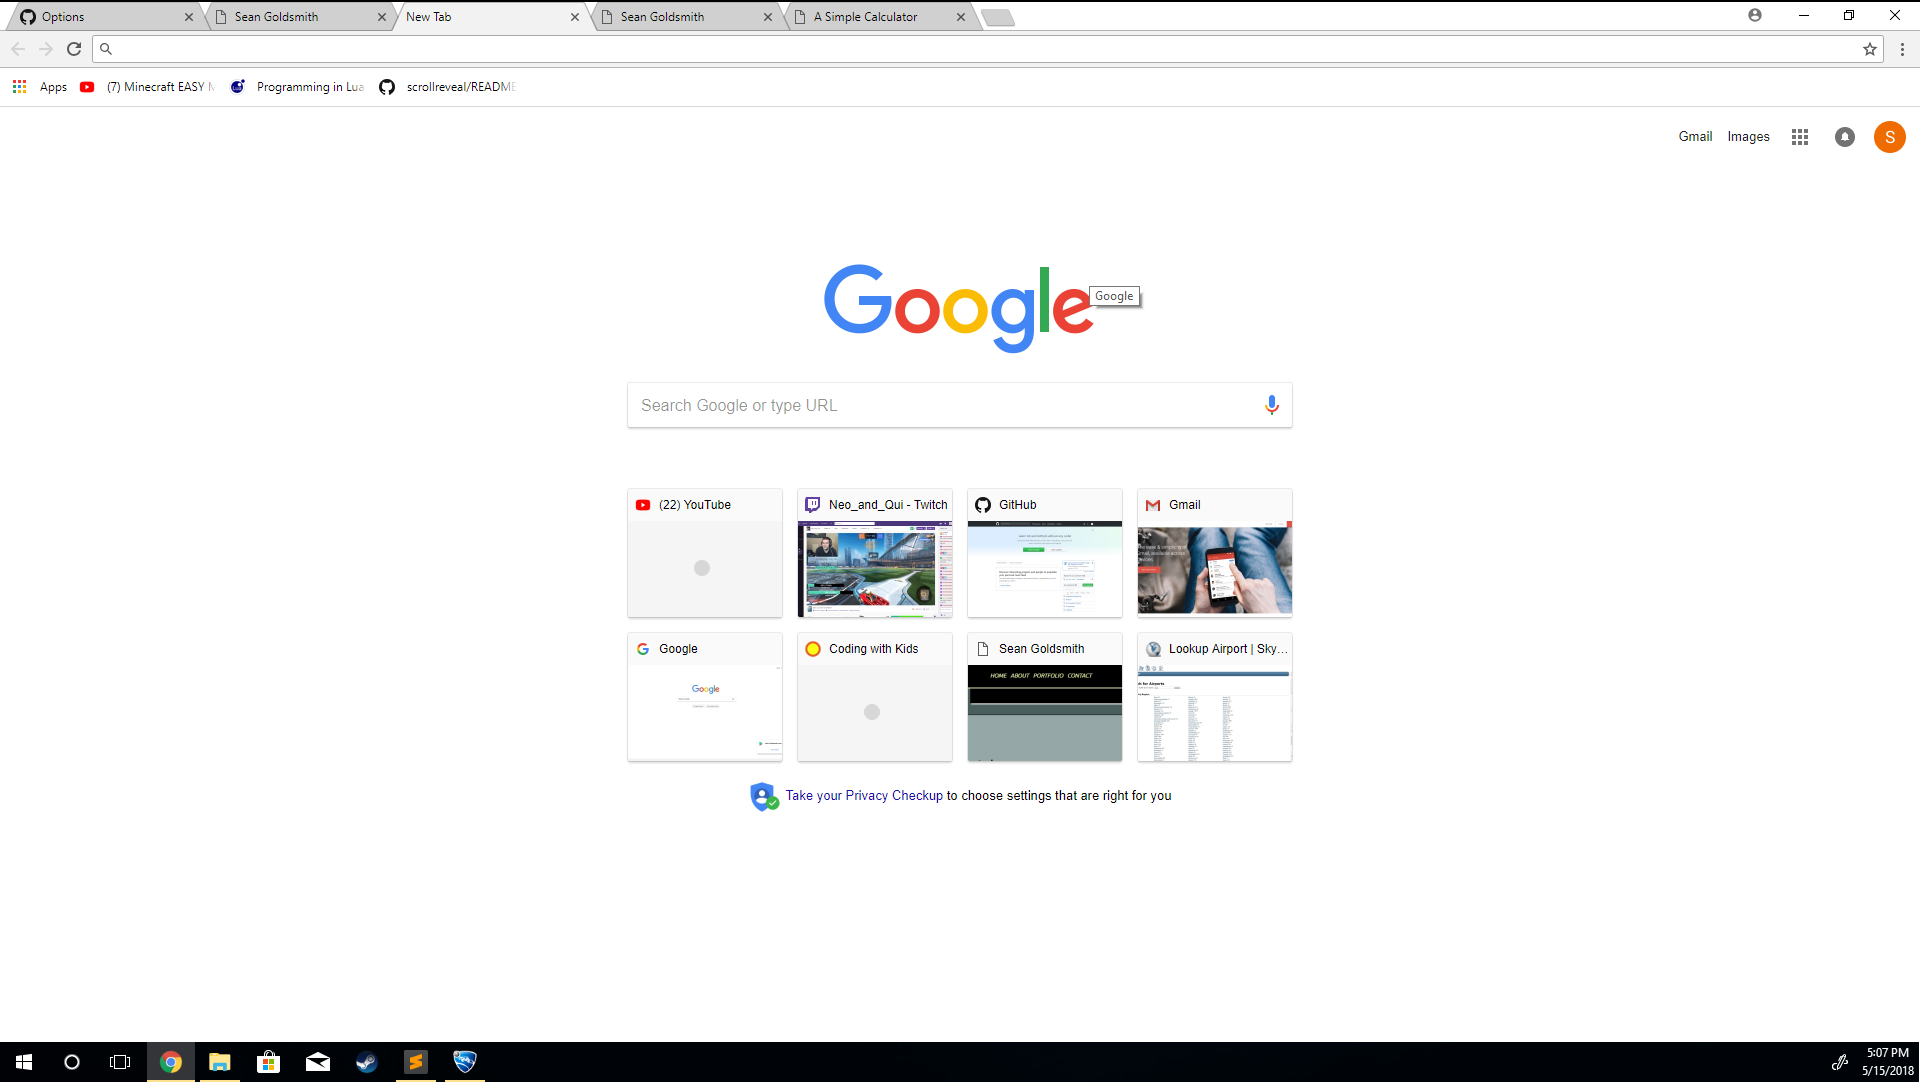 Options
Sean Goldsmith
New Tab
Sean Goldsmith
A Simple Calculator
Apps
(7) Minecraft EASY
Programming in Lua
scrollreveal/README
Gmail
Images
S
Google
Google
Search Google or type URL
(22) YouTube
Neo_and_Qui - Twitch
GitHub
Gmail
Google
Coding with Kids
Sean Goldsmith
Lookup Airport | Sky...
Google
HOME ABOUT PORTFOLIO CONTACT
Take your Privacy Checkup to choose settings that are right for you
5:07 PM
5/15/2018